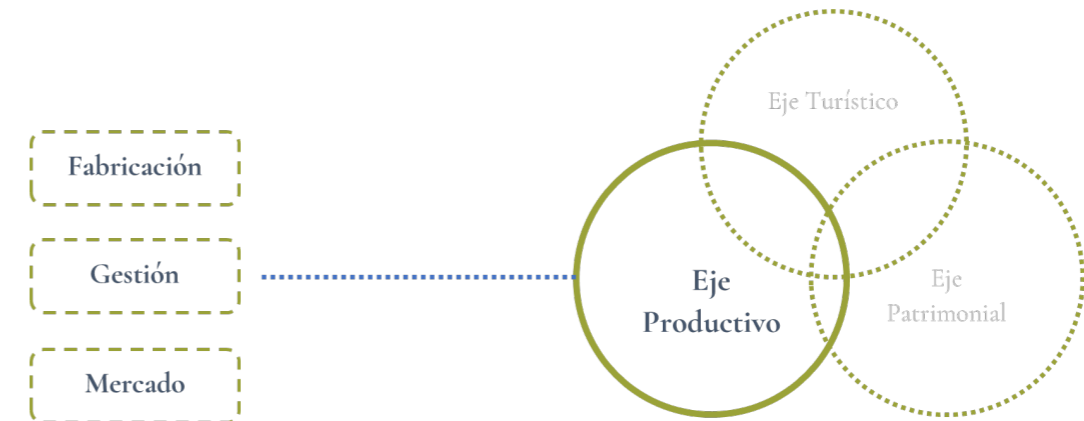 Eje Turístico
Fabricación
Gestión
Eje
Productivo
Eje
Patrimonial
Mercado